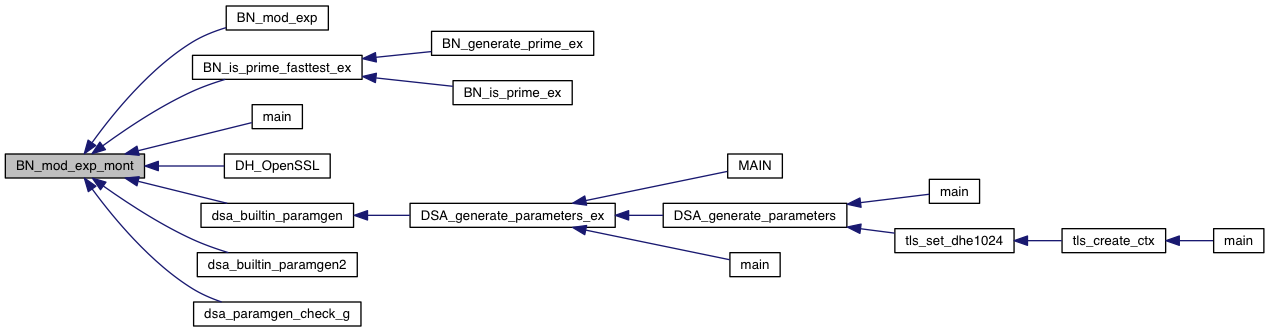 BN_mod_exp
BN_generate_prime_ex
BN_is_prime_fasttest_ex
BN_is_prime_ex
main
BN_mod_exp_mont
DH_OpenSSL
MAIN
main
dsa_builtin_paramgen
DSA_generate_parameters_ex
DSA_generate_parameters
tls_set_dhe1024
tls_create_ctx
main
dsa_builtin_paramgen2
main
dsa_paramgen_check_g